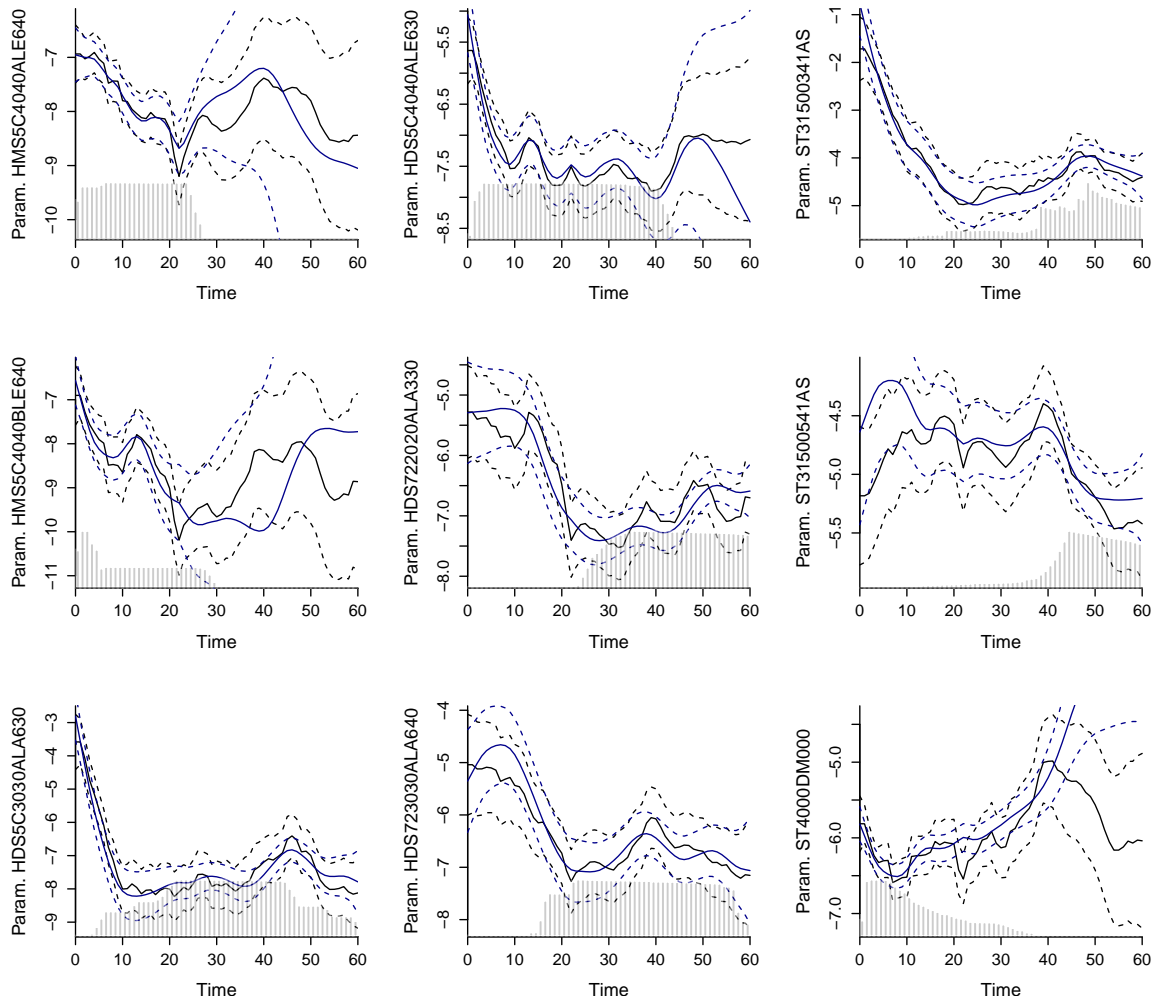 Param. HMS5C4040ALE640
−7
−8
−9
−10
0 10 20 30 40 50 60
Time
Param. HDS5C4040ALE630
−5.5
−6.5
−7.5
−8.5
0 10 20 30 40 50 60
Time
Param. ST31500341AS
−1
−2
−3
−4
−5
0 10 20 30 40 50 60
Time
Param. HMS5C4040BLE640
−7
−8
−9
−10
−11
0 10 20 30 40 50 60
Time
Param. HDS722020ALA330
−5.0
−6.0
−7.0
−8.0
0 10 20 30 40 50 60
Time
Param. ST31500541AS
−4.5
−5.0
−5.5
0 10 20 30 40 50 60
Time
Param. HDS5C3030ALA630
−3
−4
−5
−6
−7
−8
−9
0 10 20 30 40 50 60
Time
Param. HDS723030ALA640
−4
−5
−6
−7
−8
0 10 20 30 40 50 60
Time
Param. ST4000DM000
−5.0
−6.0
−7.0
0 10 20 30 40 50 60
Time